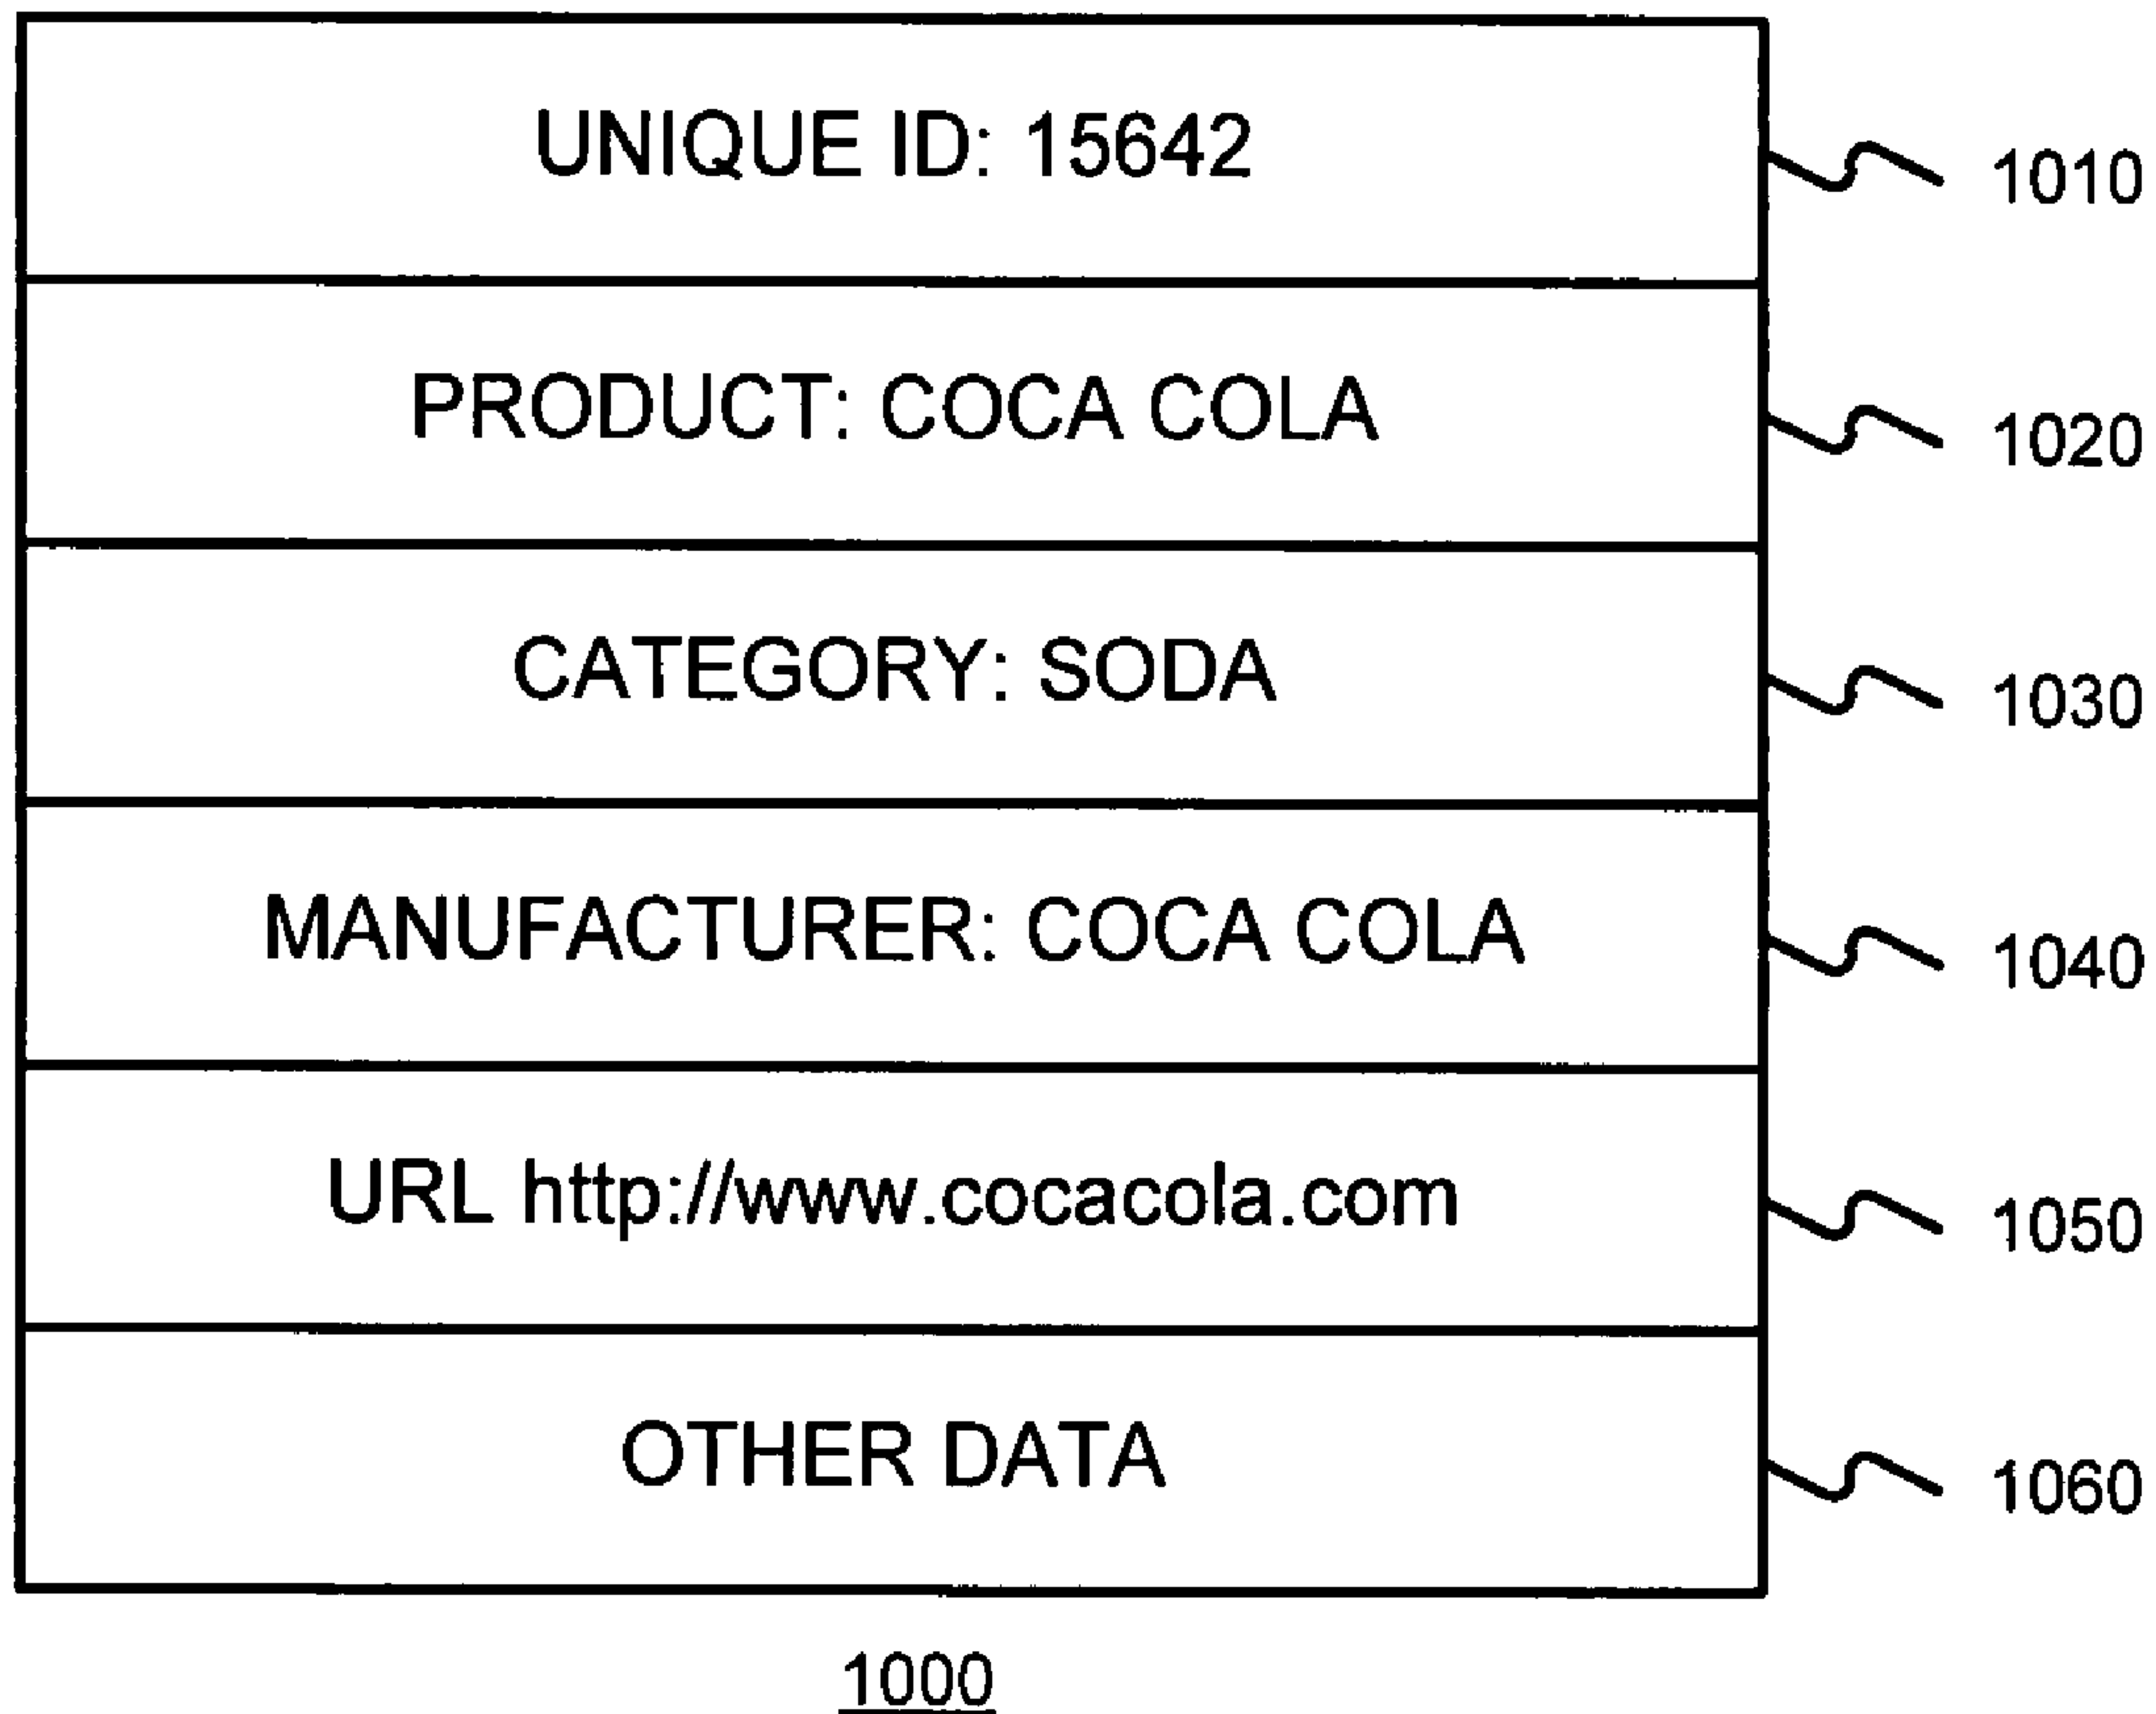 UNIQUE ID: 15642
1010
PRODUCT: COCA COLA
1020
CATEGORY: SODA
1030
MANUFACTURER: COCA COLA
1040
URL http://www.cocacola.com
1050
OTHER DATA
1060
1000